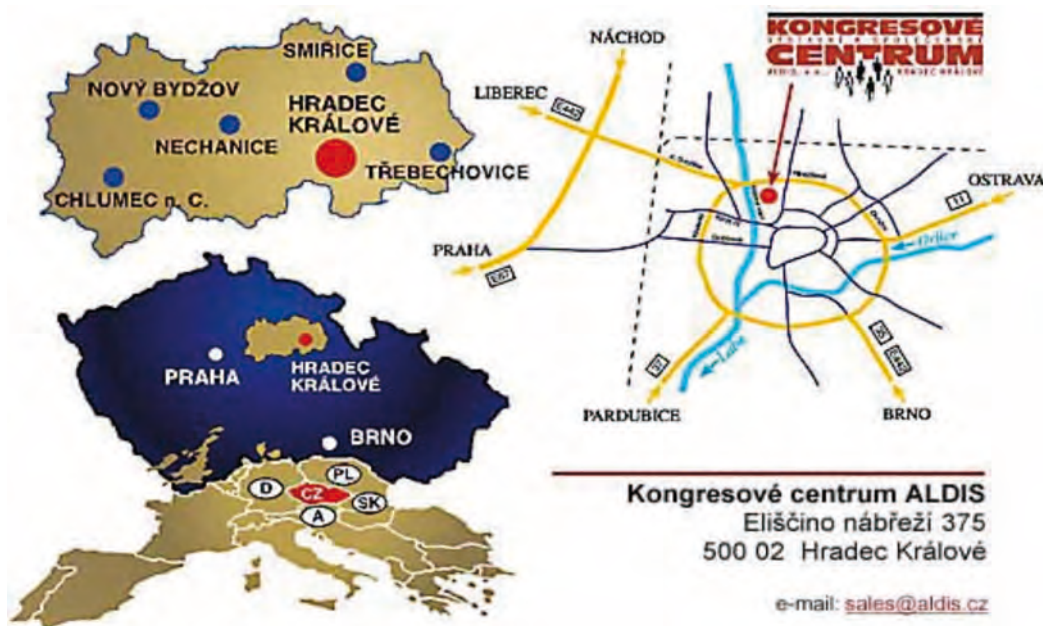 SMIŘICE
NOVÝ BYDŽOV
HRADEC
KRÁLOVÉ
NECHANICE
TŘEBECHOVICE
CHLUMEC n. C.
KONGRESOVÉ
CENTRUM
HRADEC KRÁLOVÉ
NÁCHOD
LIBEREC
E442
OSTRAVA
11
Orlice
PRAHA
E67
Labe
37
35
E442
PARDUBICE
BRNO
PRAHA
HRADEC
KRÁLOVÉ
BRNO
D
PL
CZ
SK
A
Kongresové centrum ALDIS
Eliščino nábřeží 375
500 02 Hradec Králové
e-mail: sales@aldis.cz